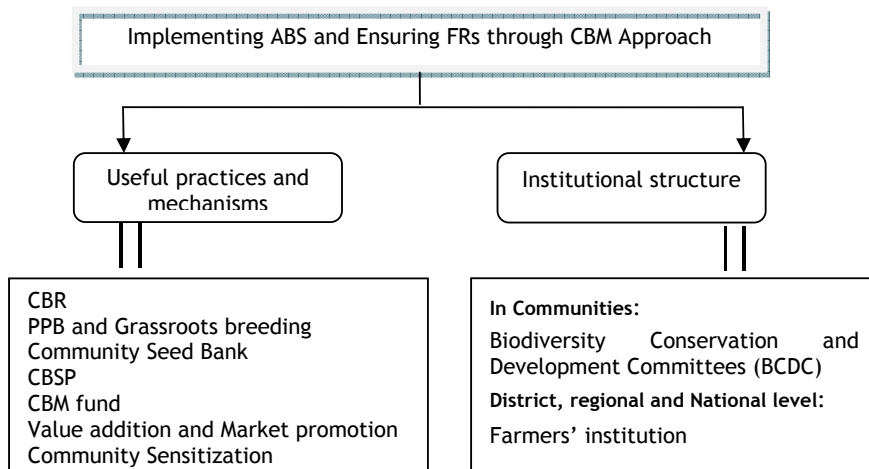 Implementing ABS and Ensuring FRs through CBM Approach
Useful practices and
mechanisms
Institutional structure
CBR
PPB and Grassroots breeding
Community Seed Bank
CBSP
CBM fund
Value addition and Market promotion
Community Sensitization
In Communities:
Biodiversity Conservation and
Development Committees (BCDC)
District, regional and National level:
Farmers’ institution